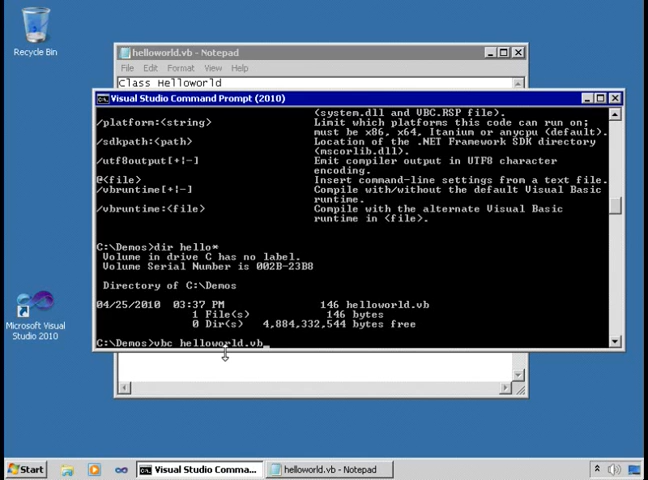 Recycle Bin
helloworld.vb - Notepad
File Edit Format View Help
Class Helloworld
Visual Studio Command Prompt (2010)
(system.dll and VBC.RSP file).
/platform:<string> Limit which platforms this code can run on;
must be x86, x64, Itanium or anycpu (default).
/sdkpath:<path> Location of the .NET Framework SDK directory
(mscorlib.dll).
/utf8output[+|-] Emit compiler output in UTF8 character
encoding.
@<file> Insert command-line settings from a text file.
/vbruntime[+|-] Compile with/without the default Visual Basic
runtime.
/vbruntime:<file> Compile with the alternate Visual Basic
runtime in <file>.
C:\Demos>dir hello*
Volume in drive C has no label.
Volume Serial Number is 002B-23B8
Directory of C:\Demos
04/25/2010 03:37 PM 146 helloworld.vb
1 File(s) 146 bytes
0 Dir(s) 4,884,332,544 bytes free
C:\Demos>vbc helloworld.vb_
Microsoft Visual
Studio 2010
Start
Visual Studio Comma...
helloworld.vb - Notepad